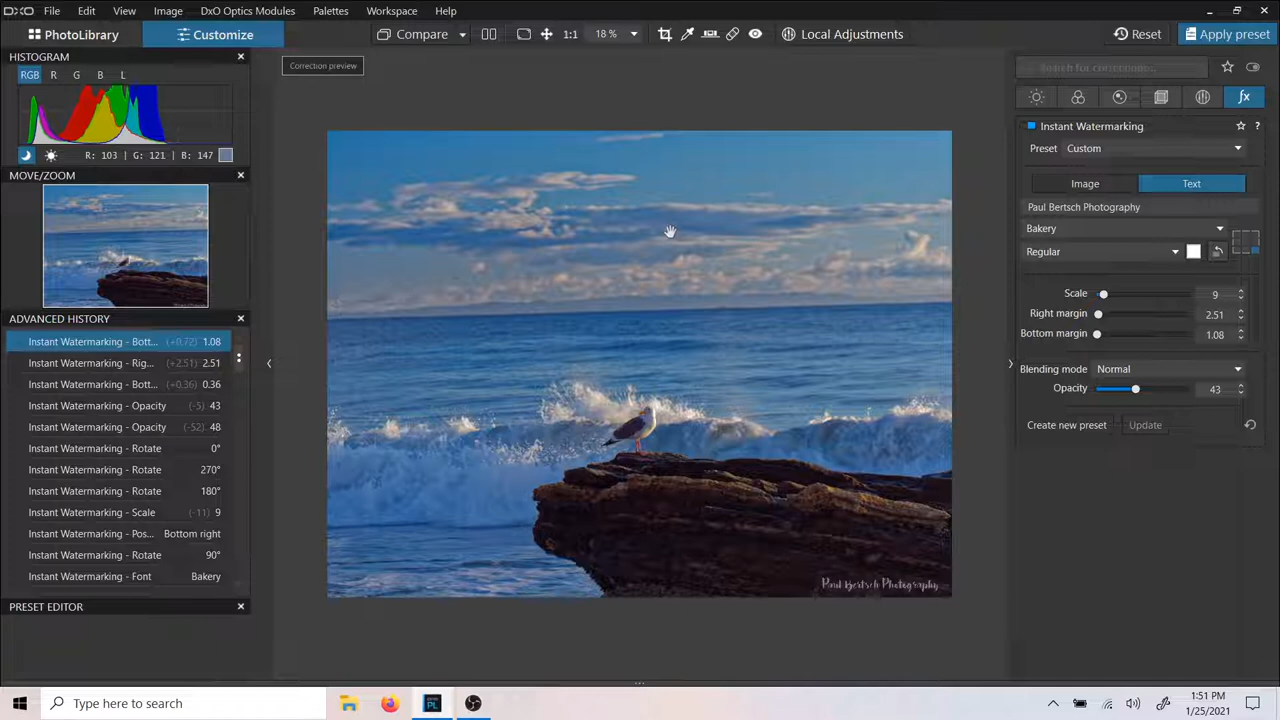 DXO File Edit View Image DxO Optics Modules Palettes Workspace Help
PhotoLibrary Customize Compare 1:1 18 % Local Adjustments Reset Apply preset
HISTOGRAM
RGB R G B L
R: 103 G: 121 B: 147
MOVE/ZOOM
ADVANCED HISTORY
Instant Watermarking - Bott... (+0.72) 1.08
Instant Watermarking - Rig... (+2.51) 2.51
Instant Watermarking - Bott... (+0.36) 0.36
Instant Watermarking - Opacity (-5) 43
Instant Watermarking - Opacity (-52) 48
Instant Watermarking - Rotate 0°
Instant Watermarking - Rotate 270°
Instant Watermarking - Rotate 180°
Instant Watermarking - Scale (-11) 9
Instant Watermarking - Pos... Bottom right
Instant Watermarking - Rotate 90°
Instant Watermarking - Font Bakery
PRESET EDITOR
Correction preview
Paul Bertsch Photography
Search for corrections...
fx
Instant Watermarking ?
Preset Custom
Image Text
Paul Bertsch Photography
Bakery
Regular
Scale 9
Right margin 2.51
Bottom margin 1.08
Blending mode Normal
Opacity 43
Create new preset Update
Type here to search
PL
1:51 PM
1/25/2021